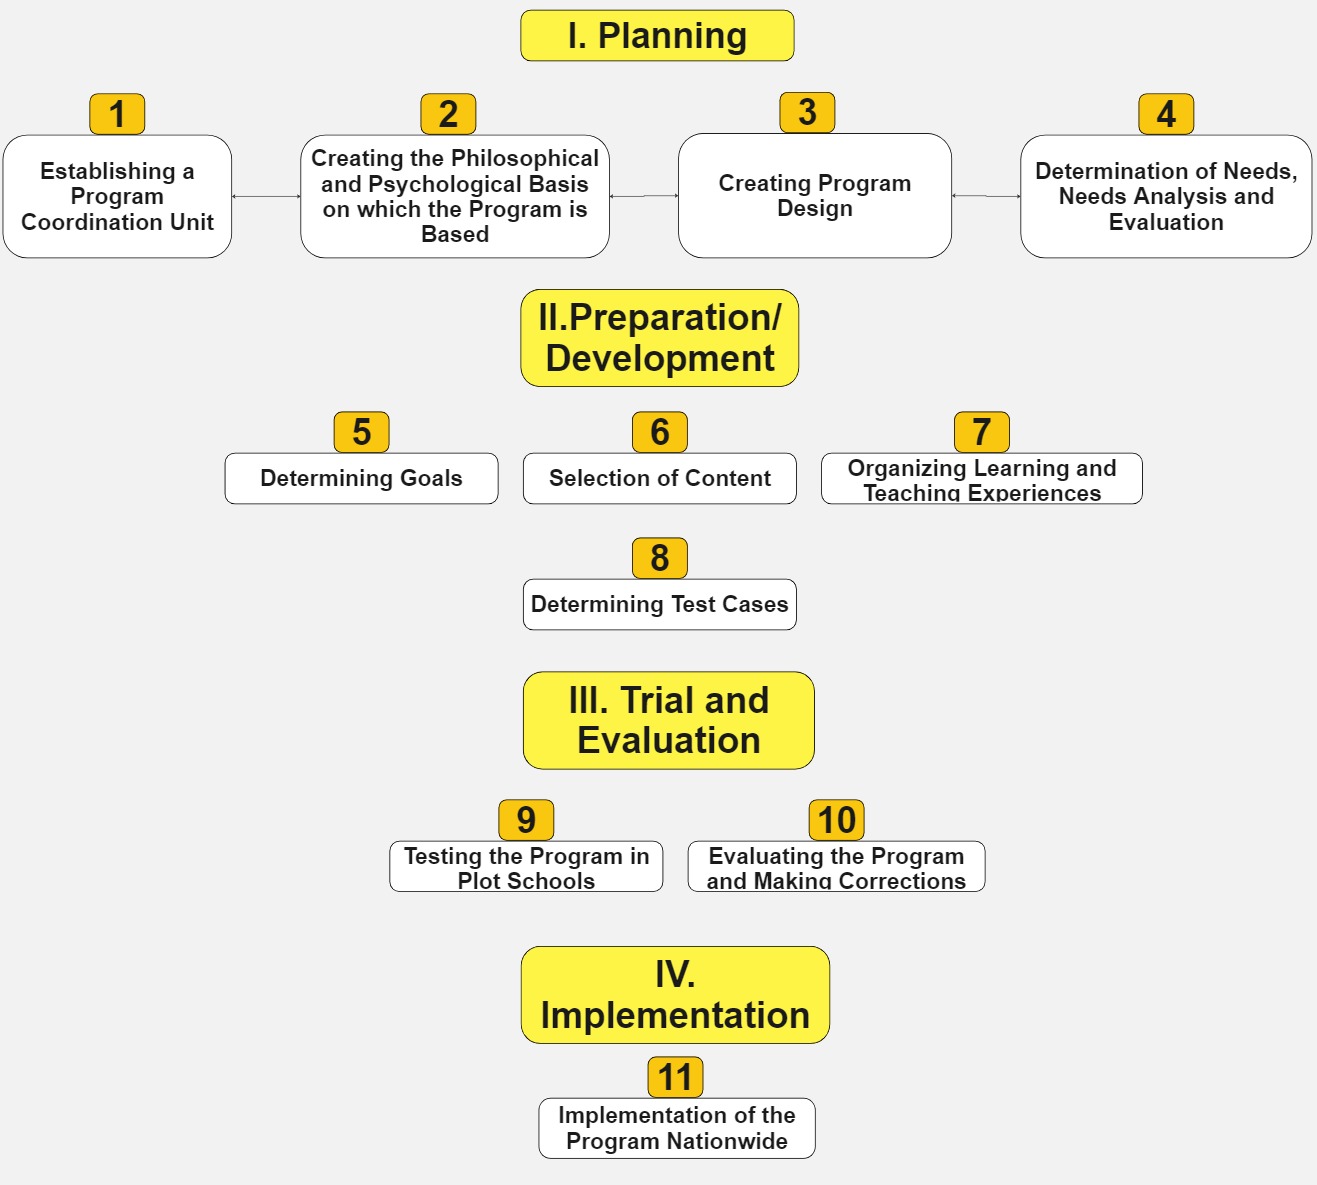 I. Planning
1
2
3
4
Establishing a
Program
Coordination Unit
Creating the Philosophical
and Psychological Basis
on which the Program is
Based
Creating Program
Design
Determination of Needs,
Needs Analysis and
Evaluation
II.Preparation/
Development
5
6
7
Determining Goals
Selection of Content
Organizing Learning and
Teaching Experiences
8
Determining Test Cases
III. Trial and
Evaluation
9
10
Testing the Program in
Plot Schools
Evaluating the Program
and Making Corrections
IV.
Implementation
11
Implementation of the
Program Nationwide